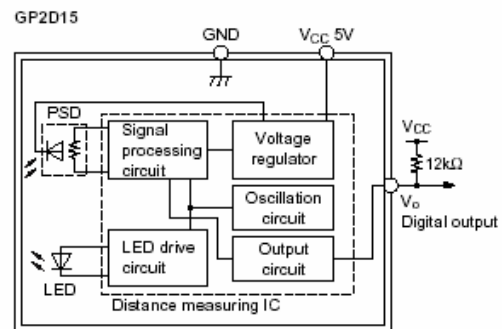 GP2D15
GND
VCC 5V
PSD
Signal
processing
circuit
Voltage
regulator
VCC
12kΩ
Oscillation
circuit
Vo
Digital output
LED drive
circuit
Output
circuit
LED
Distance measuring IC